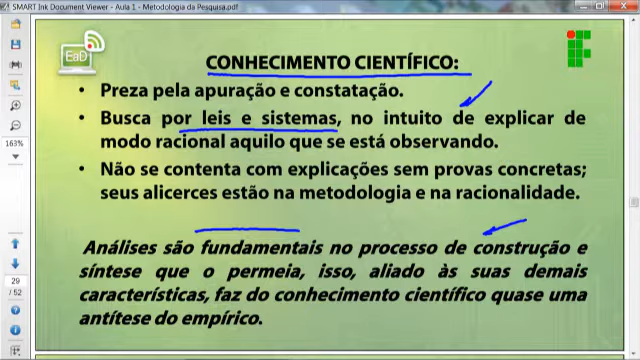 SMART Ink Document Viewer - Aula 1 - Metodologia da Pesquisa.pdf
EaD
CONHECIMENTO CIENTÍFICO:
• Preza pela apuração e constatação.
• Busca por leis e sistemas, no intuito de explicar de
modo racional aquilo que se está observando.
163%
• Não se contenta com explicações sem provas concretas;
seus alicerces estão na metodologia e na racionalidade.
Análises são fundamentais no processo de construção e
síntese que o permeia, isso, aliado às suas demais
29
/ 52
características, faz do conhecimento científico quase uma
antítese do empírico.